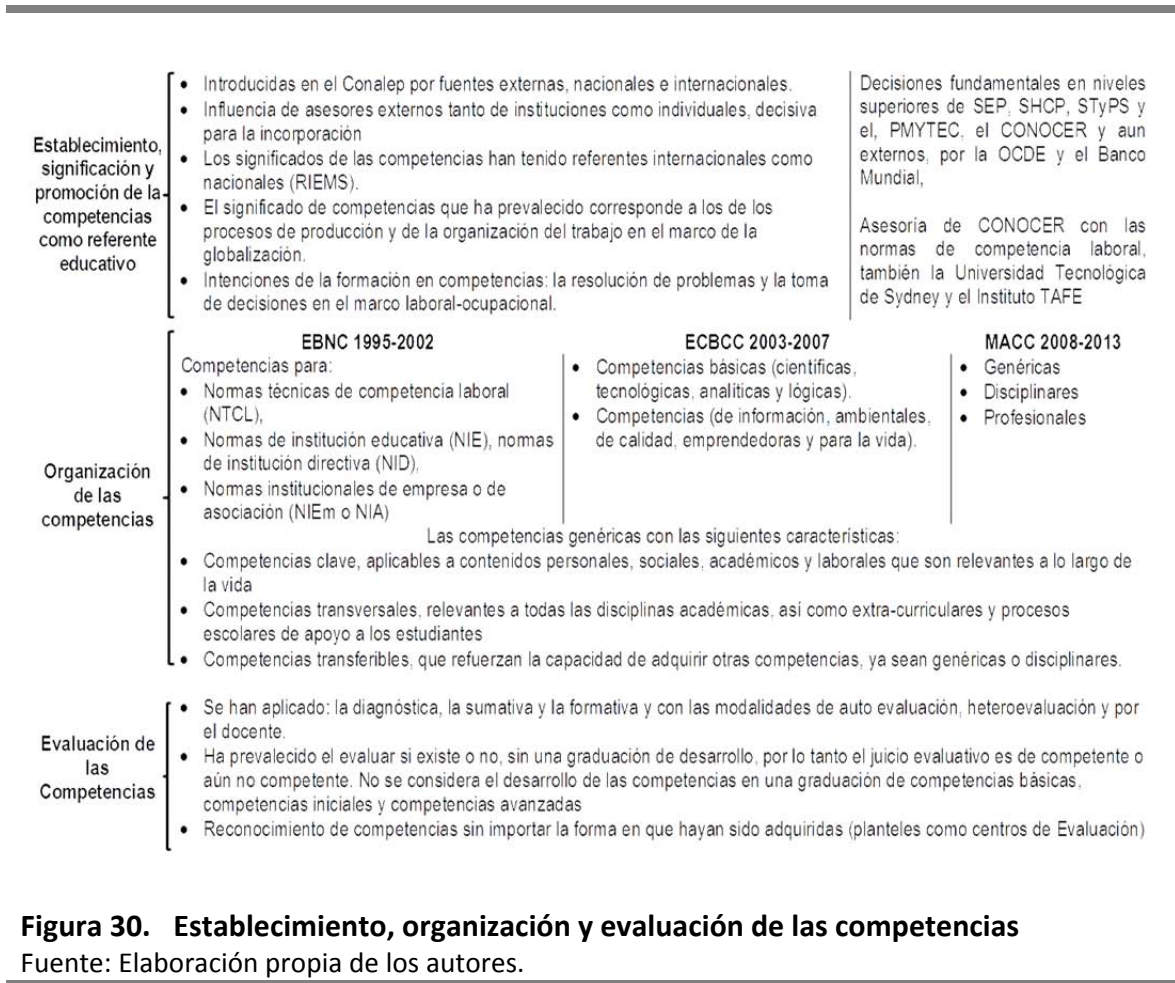 Establecimiento,
significación y
promoción de la
competencias
como referente
educativo
• Introducidas en el Conalep por fuentes externas, nacionales e internacionales.
• Influencia de asesores externos tanto de instituciones como individuales, decisiva
para la incorporación
• Los significados de las competencias han tenido referentes internacionales como
nacionales (RIEMS).
• El significado de competencias que ha prevalecido corresponde a los de los
procesos de producción y de la organización del trabajo en el marco de la
globalización.
• Intenciones de la formación en competencias: la resolución de problemas y la toma
de decisiones en el marco laboral-ocupacional.
Decisiones fundamentales en niveles
superiores de SEP, SHCP, STyPS y
el, PMYTEC, el CONOCER y aun
externos, por la OCDE y el Banco
Mundial,
Asesoría de CONOCER con las
normas de competencia laboral,
también la Universidad Tecnológica
de Sydney y el Instituto TAFE
Organización
de las
competencias
EBNC 1995-2002
Competencias para:
• Normas técnicas de competencia laboral
(NTCL),
• Normas de institución educativa (NIE), normas
de institución directiva (NID),
• Normas institucionales de empresa o de
asociación (NIEm o NIA)
ECBCC 2003-2007
• Competencias básicas (científicas,
tecnológicas, analíticas y lógicas).
• Competencias (de información, ambientales,
de calidad, emprendedoras y para la vida).
MACC 2008-2013
• Genéricas
• Disciplinares
• Profesionales
Las competencias genéricas con las siguientes características:
• Competencias clave, aplicables a contenidos personales, sociales, académicos y laborales que son relevantes a lo largo de
la vida
• Competencias transversales, relevantes a todas las disciplinas académicas, así como extra-curriculares y procesos
escolares de apoyo a los estudiantes
• Competencias transferibles, que refuerzan la capacidad de adquirir otras competencias, ya sean genéricas o disciplinares.
Evaluación de
las
Competencias
• Se han aplicado: la diagnóstica, la sumativa y la formativa y con las modalidades de auto evaluación, heteroevaluación y por
el docente.
• Ha prevalecido el evaluar si existe o no, sin una graduación de desarrollo, por lo tanto el juicio evaluativo es de competente o
aún no competente. No se considera el desarrollo de las competencias en una graduación de competencias básicas,
competencias iniciales y competencias avanzadas
• Reconocimiento de competencias sin importar la forma en que hayan sido adquiridas (planteles como centros de Evaluación)
Figura 30. Establecimiento, organización y evaluación de las competencias
Fuente: Elaboración propia de los autores.